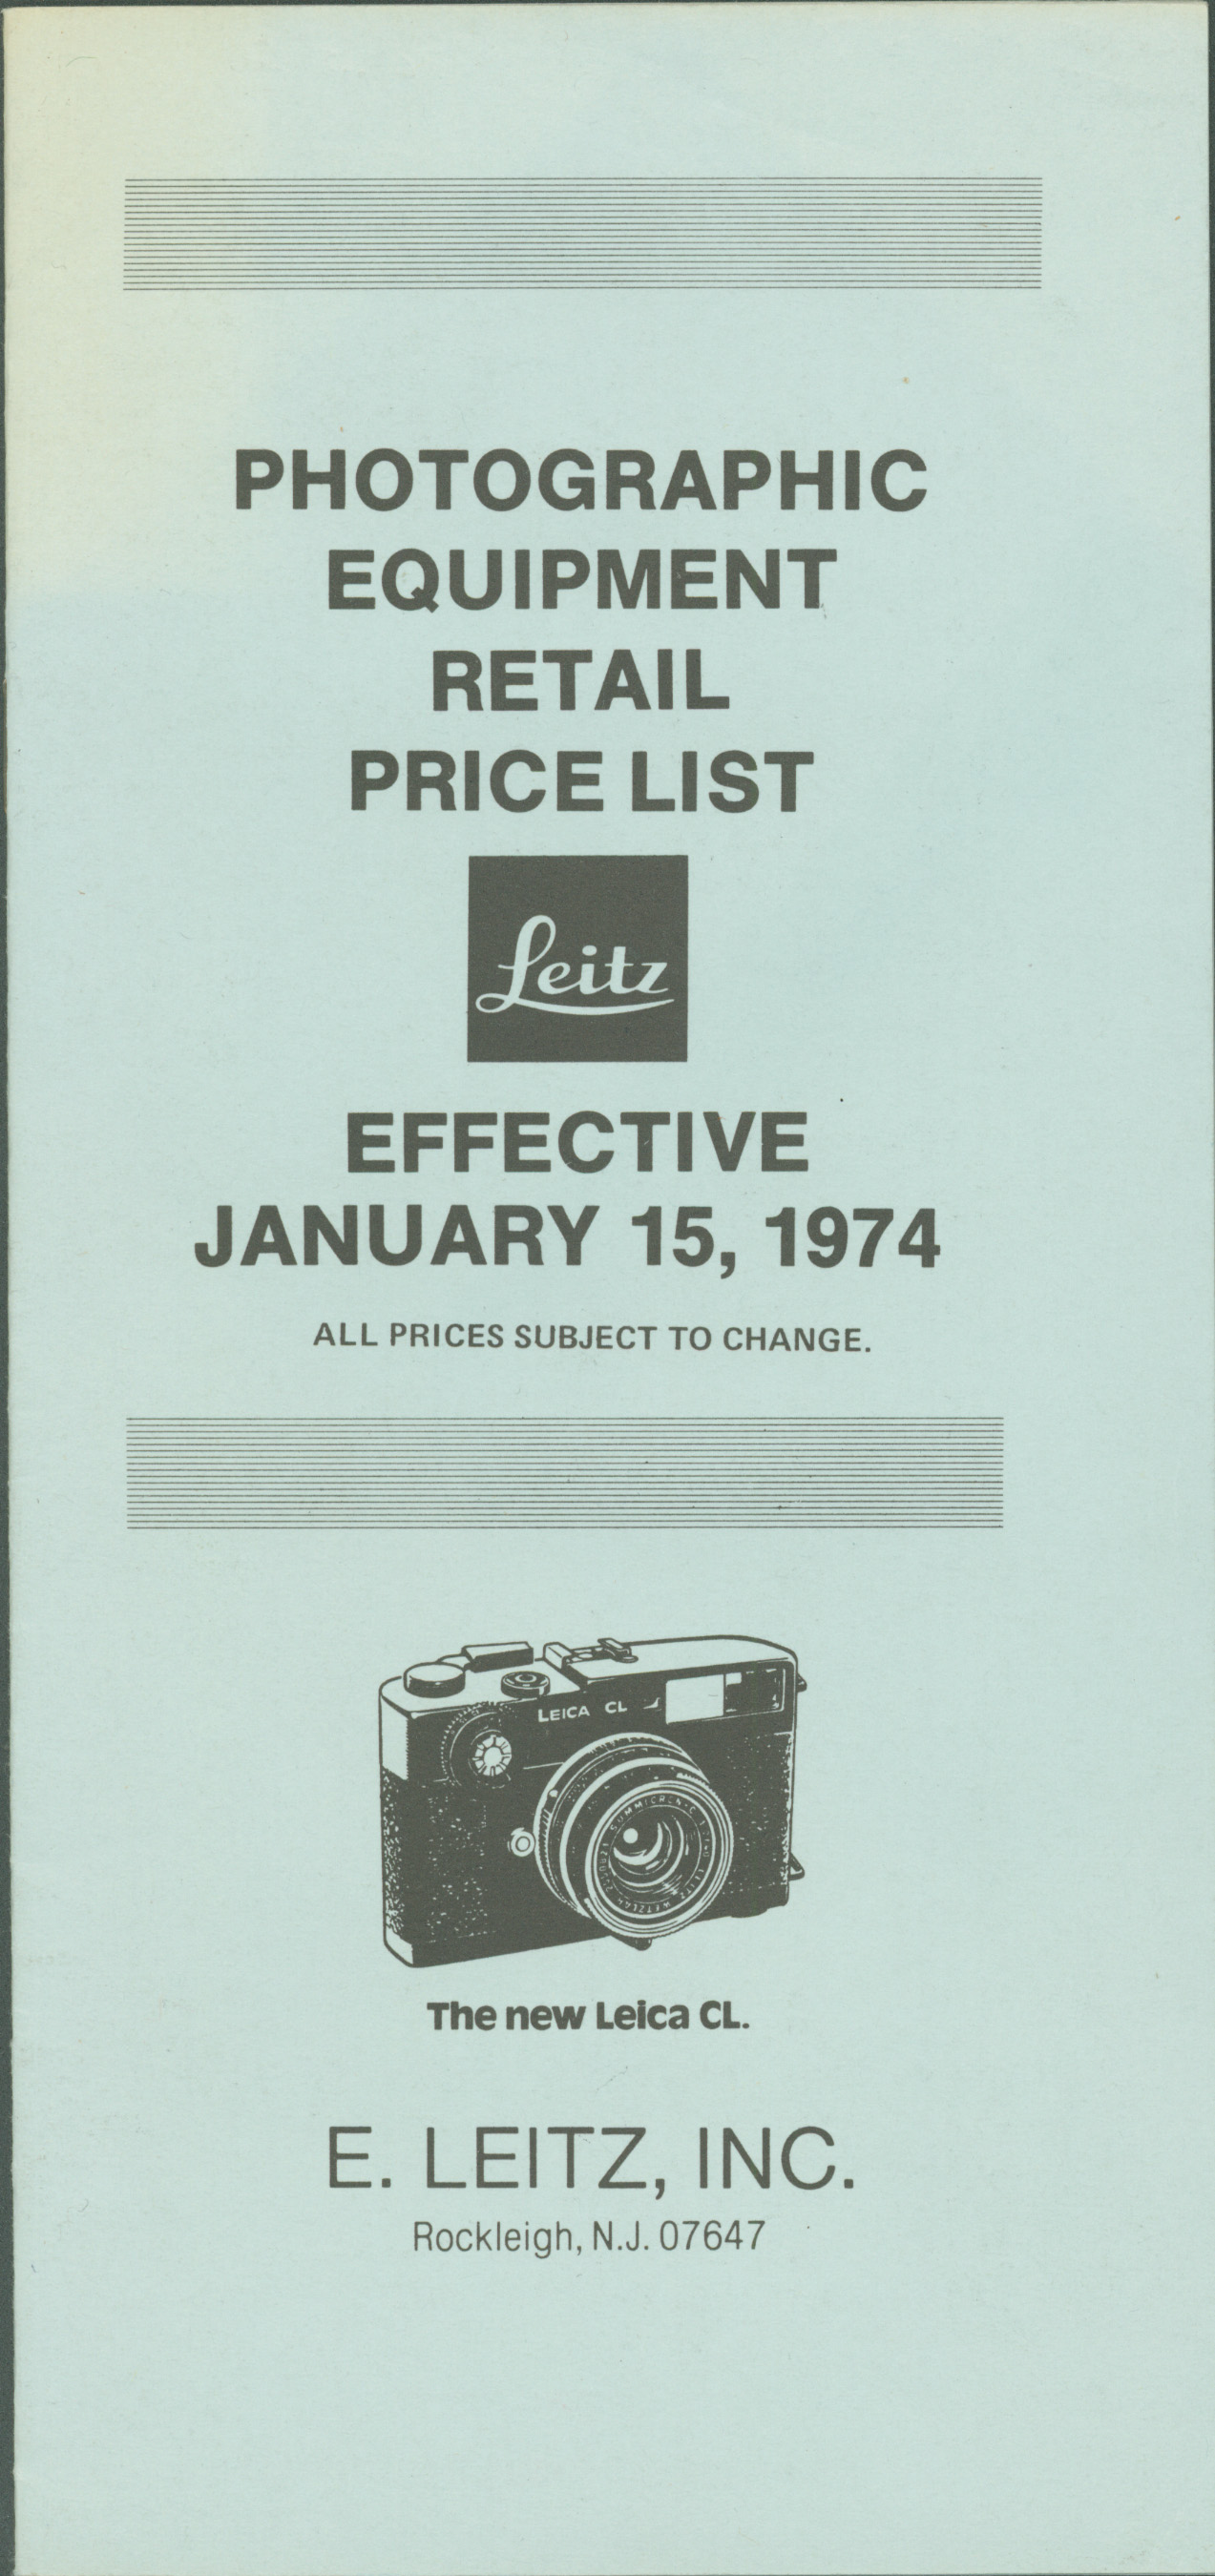 PHOTOGRAPHIC
EQUIPMENT
RETAIL
PRICE LIST
Leitz
EFFECTIVE
JANUARY 15, 1974
ALL PRICES SUBJECT TO CHANGE.
LEICA CL
The new Leica CL.
E. LEITZ, INC.
Rockleigh, N.J. 07647